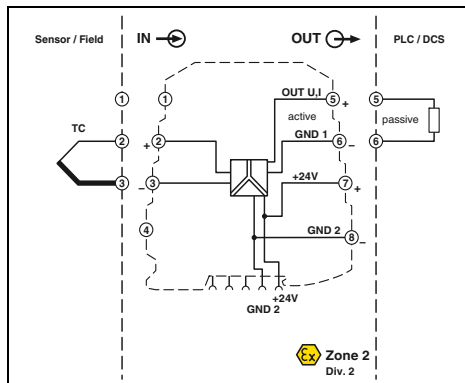 Sensor / Field
IN
OUT
PLC / DCS
1
1
OUT U,I
5
+
5
active
passive
TC
GND 1
2
+
2
6
−
6
3
−
3
+24V
7
+
4
GND 2
8
−
+24V
GND 2
Ex
Zone 2
Div. 2